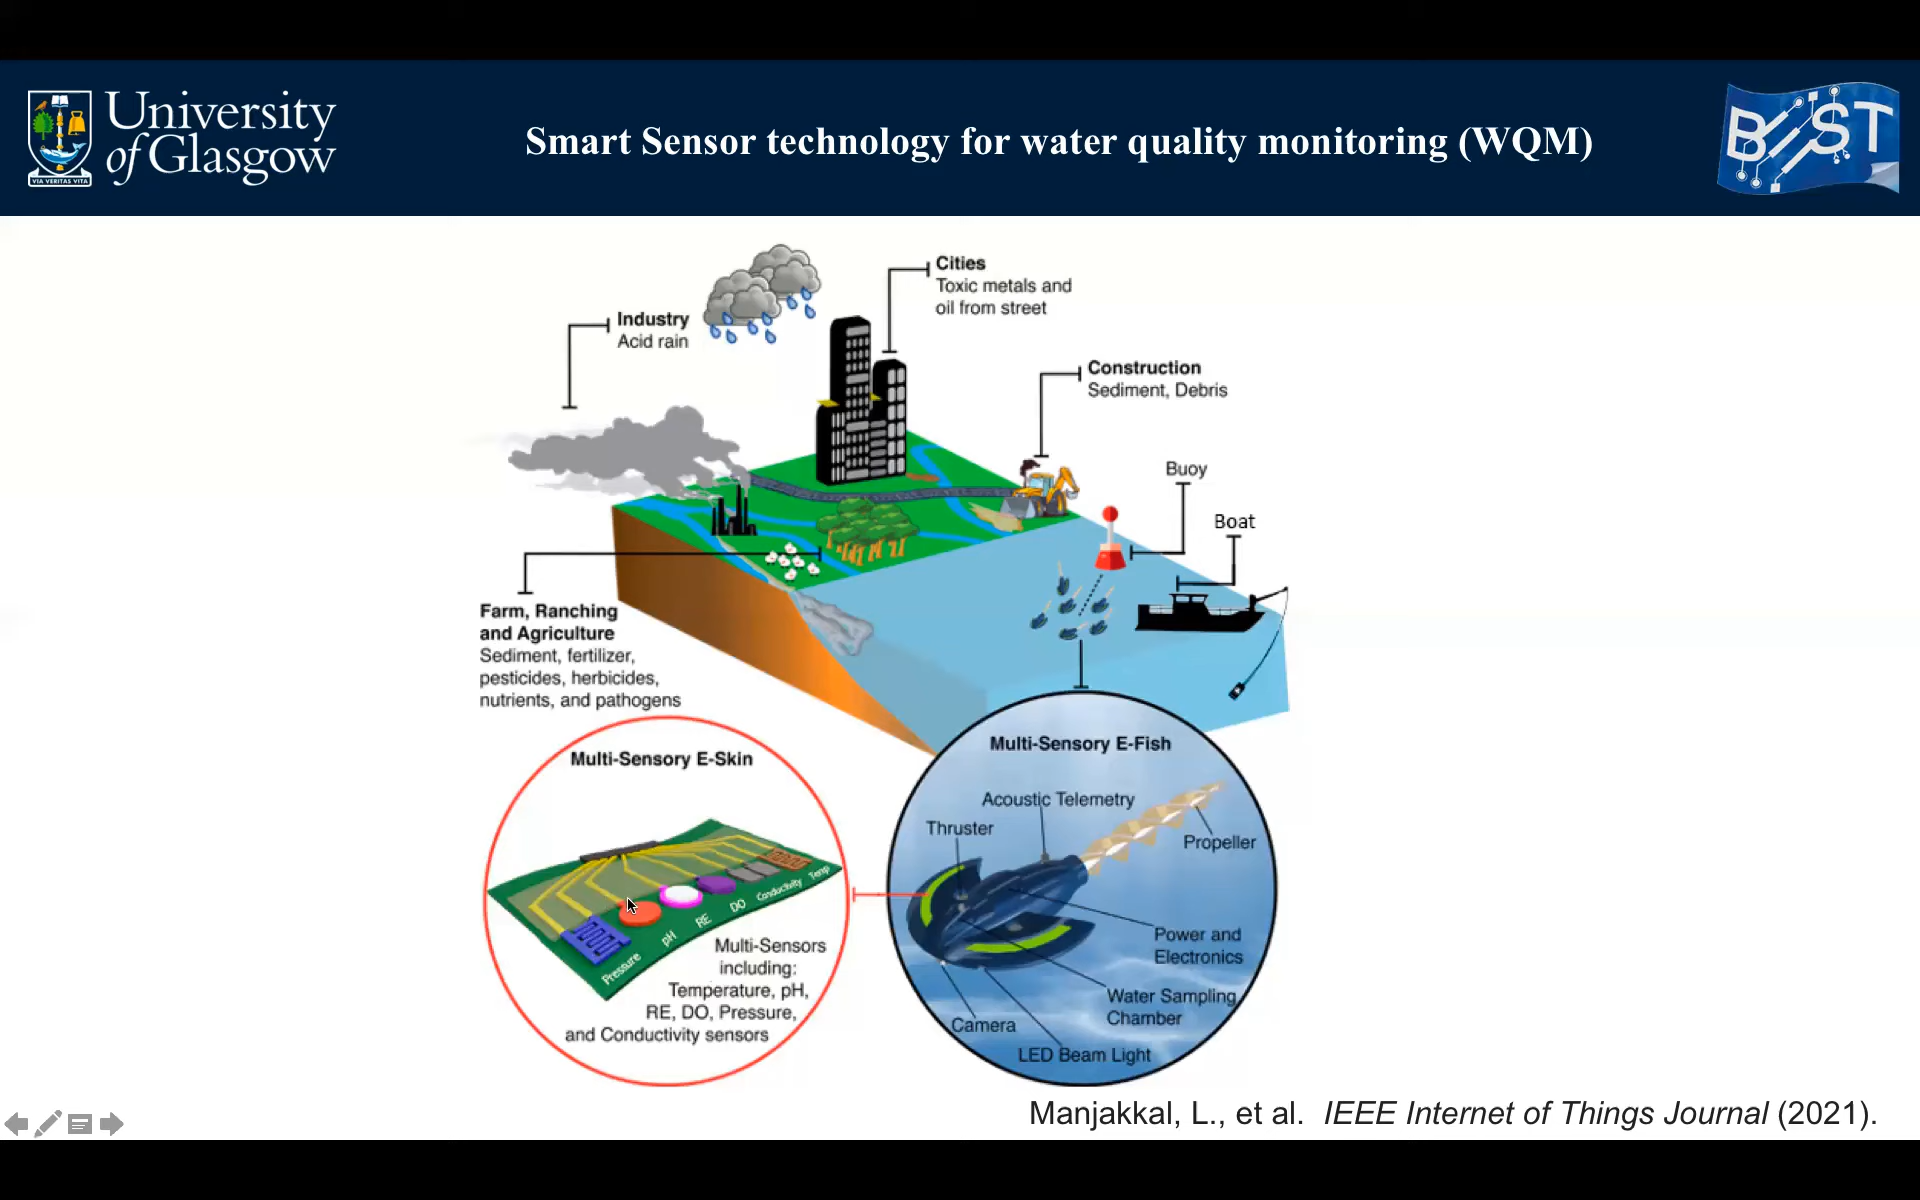 University
of Glasgow
VIA VERITAS VITA
Smart Sensor technology for water quality monitoring (WQM)
BEST
Cities
Toxic metals and
oil from street
Industry
Acid rain
Construction
Sediment, Debris
Buoy
Boat
Farm, Ranching
and Agriculture
Sediment, fertilizer,
pesticides, herbicides,
nutrients, and pathogens
Multi-Sensory E-Skin
Pressure
pH
RE
DO
Conductivity
Temp
Multi-Sensors
including:
Temperature, pH,
RE, DO, Pressure,
and Conductivity sensors
Multi-Sensory E-Fish
Acoustic Telemetry
Thruster
Propeller
Power and
Electronics
Water Sampling
Chamber
Camera
LED Beam Light
Manjakkal, L., et al. IEEE Internet of Things Journal (2021).